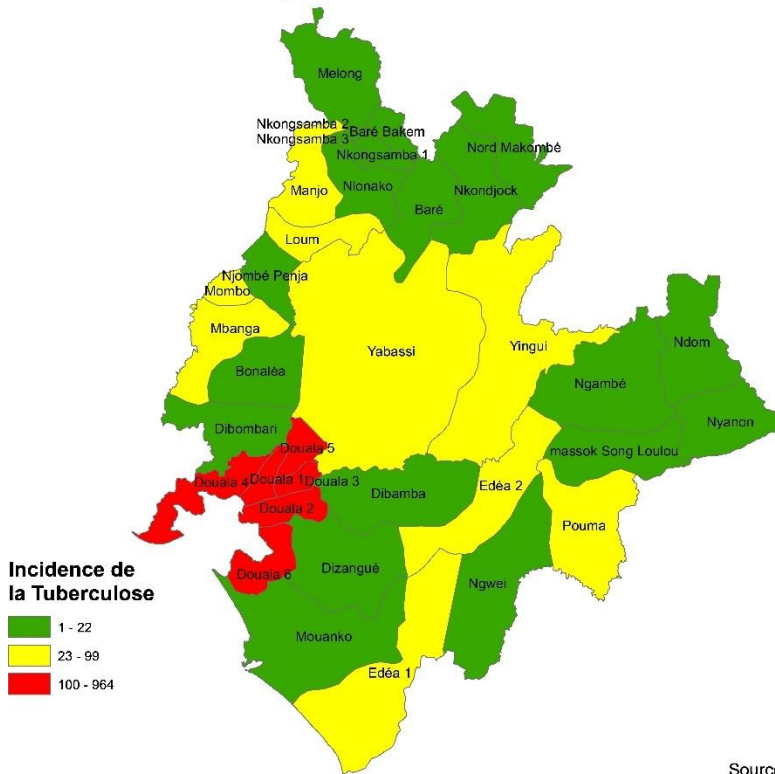 Melong
Nkongsamba 2
Baré Bakem
Nkongsamba 3
Nord Makombé
Nkongsamba 1
Manjo
Nlonako
Nkondjock
Baré
Loum
Njombé Penja
Mombo
Mbanga
Yabassi
Yingui
Ndom
Bonaléa
Ngambé
Nyanon
Dibombari
Douala 5
massok Song Loulou
Douala 4
Douala 1
Douala 3
Dibamba
Edéa 2
Douala 2
Pouma
Dizangué
Douala 6
Ngwei
Mouanko
Edéa 1
Incidence de
la Tuberculose
1 - 22
23 - 99
100 - 964
Source